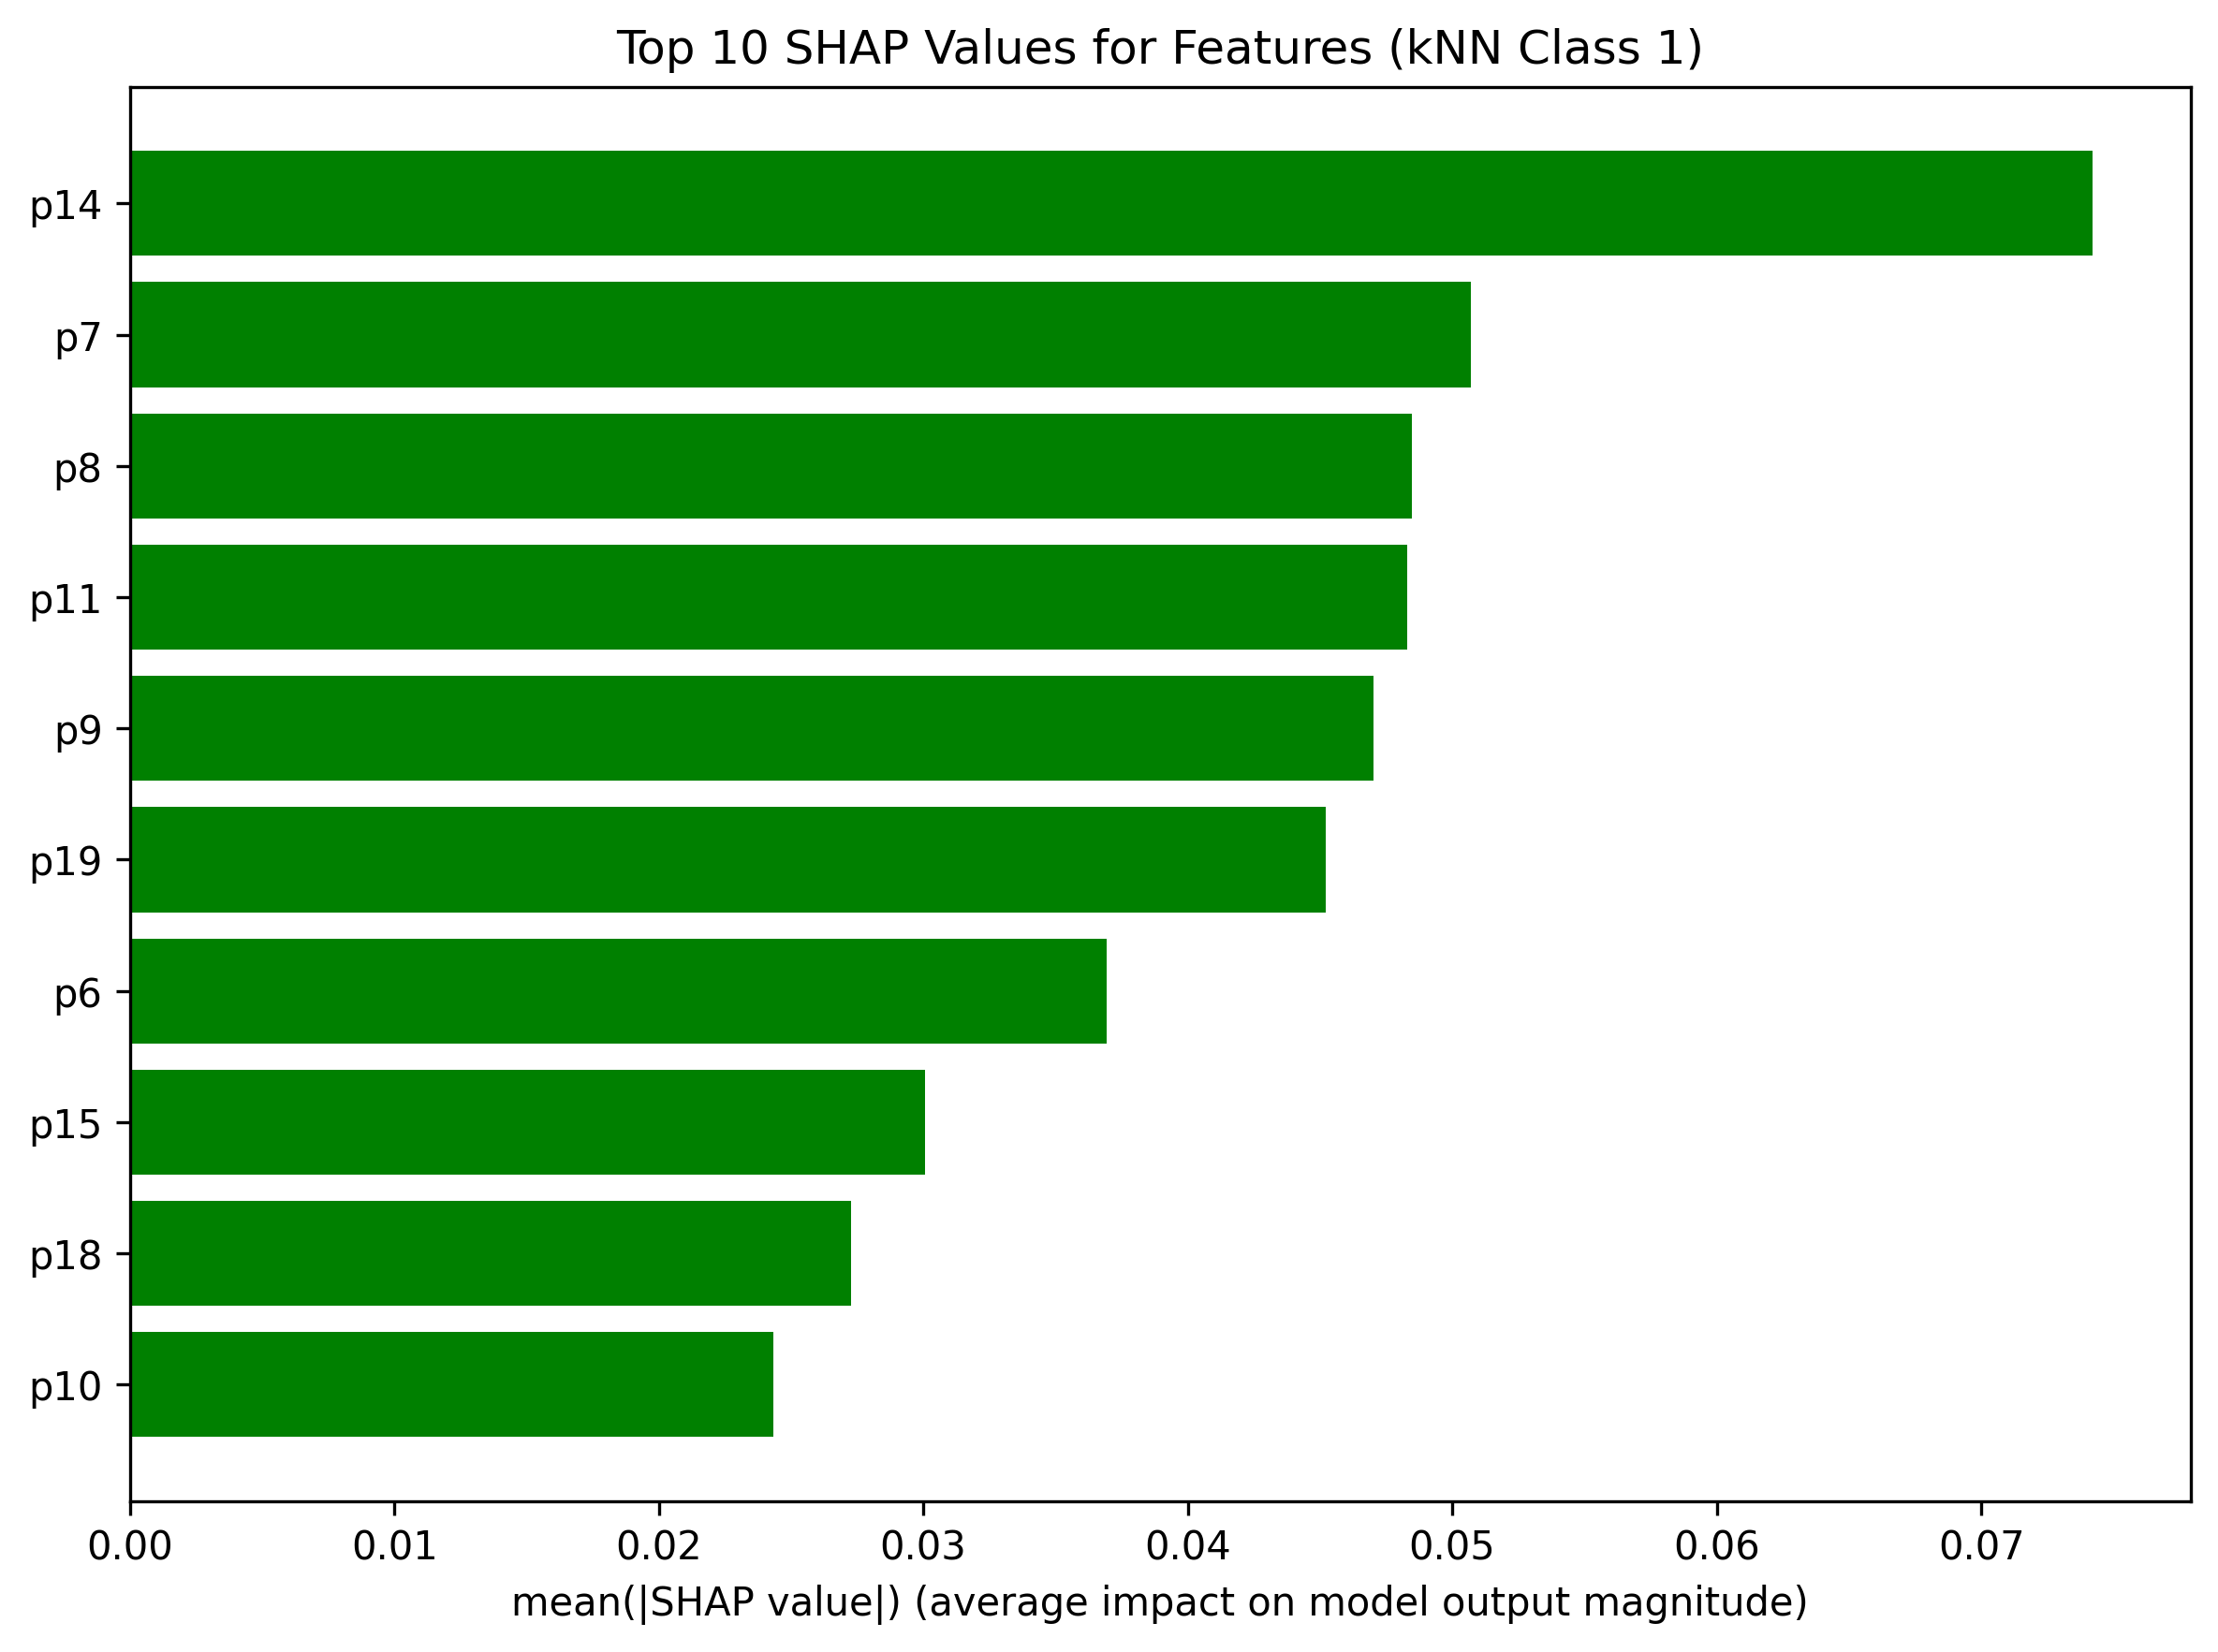 Top 10 SHAP Values for Features (kNN Class 1)
p14
p7
p8
p11
p9
p19
p6
p15
p18
p10
0.00 0.01 0.02 0.03 0.04 0.05 0.06 0.07
mean(|SHAP value|) (average impact on model output magnitude)